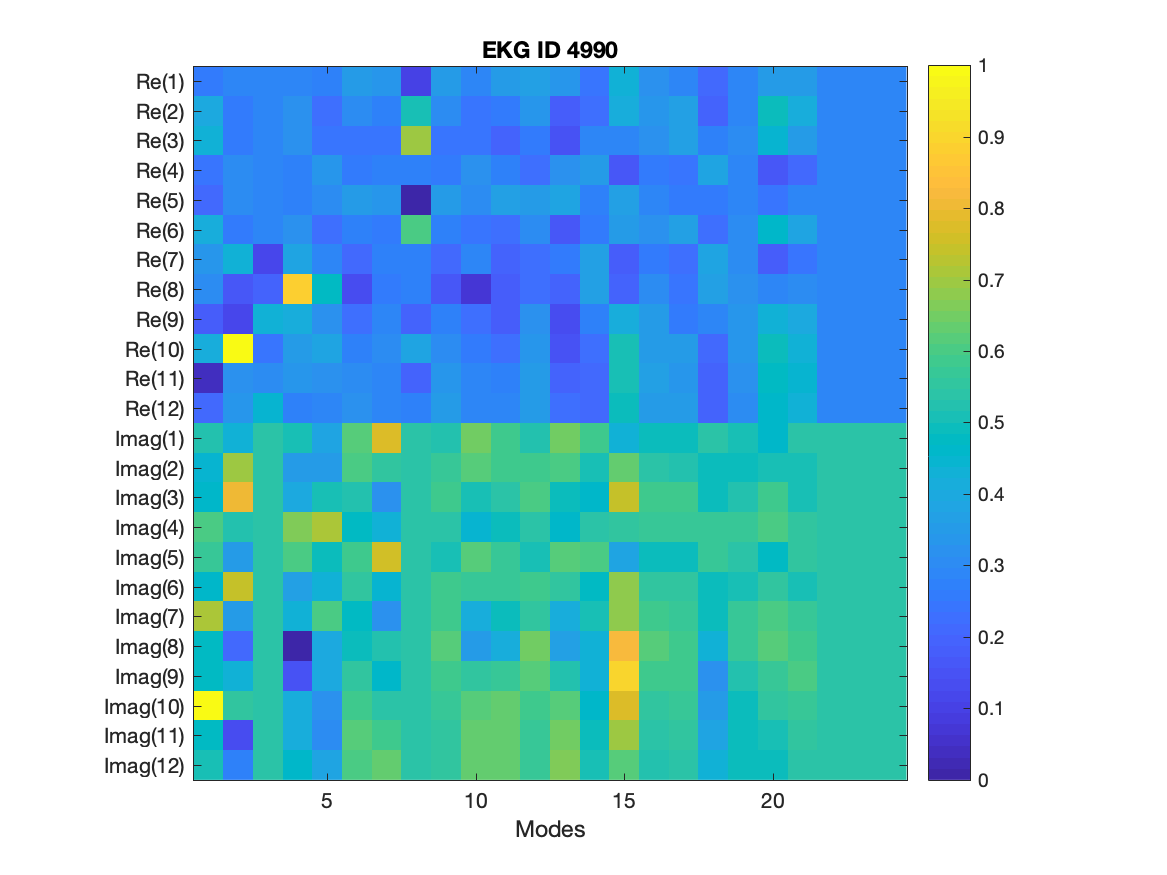 EKG ID 4990
Re(1)
Re(2)
Re(3)
Re(4)
Re(5)
Re(6)
Re(7)
Re(8)
Re(9)
Re(10)
Re(11)
Re(12)
Imag(1)
Imag(2)
Imag(3)
Imag(4)
Imag(5)
Imag(6)
Imag(7)
Imag(8)
Imag(9)
Imag(10)
Imag(11)
Imag(12)
5 10 15 20
Modes
1
0.9
0.8
0.7
0.6
0.5
0.4
0.3
0.2
0.1
0